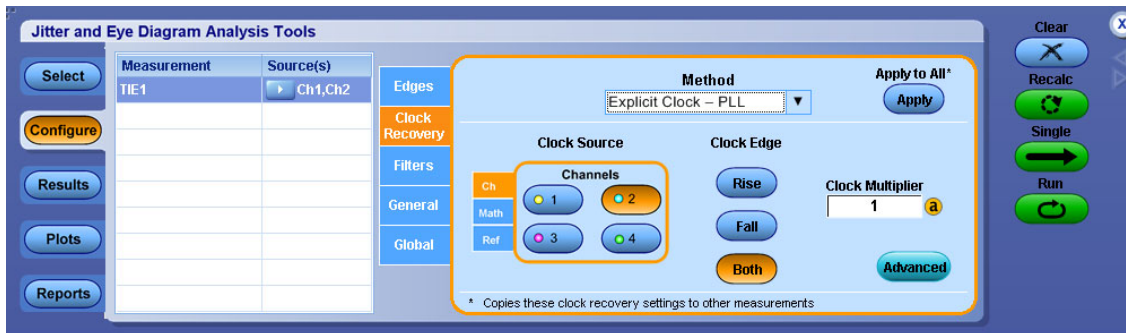 Jitter and Eye Diagram Analysis Tools
Clear
X
Select
Configure
Results
Plots
Reports
Measurement Source(s)
TIE1 Ch1,Ch2
Edges
Clock
Recovery
Filters
General
Global
Method
Explicit Clock – PLL
Apply to All*
Apply
Clock Source
Ch
Math
Ref
Channels
1
2
3
4
Clock Edge
Rise
Fall
Both
Clock Multiplier
1 a
Advanced
* Copies these clock recovery settings to other measurements
Recalc
Single
Run